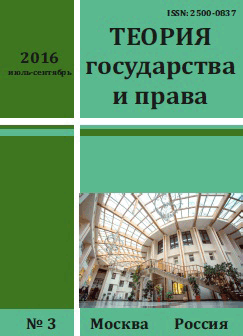 ISSN: 2500-0837
2016
июль-сентябрь
ТЕОРИЯ
государства
и права
№ 3
Москва Россия